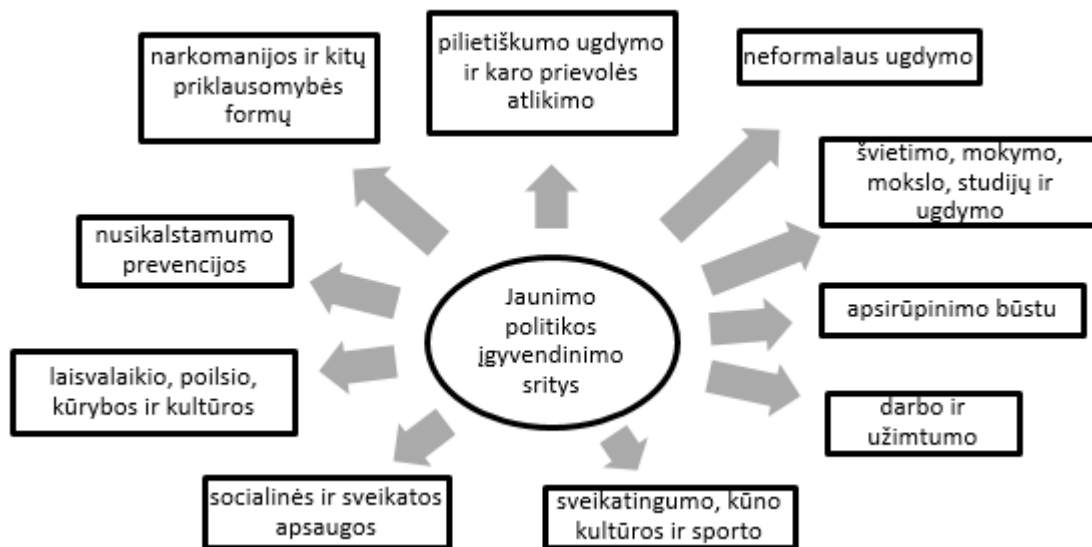 narkomanijos ir kitų
priklausomybės
formų
pilietiškumo ugdymo
ir karo prievolės
atlikimo
neformalaus ugdymo
švietimo, mokymo,
mokslo, studijų ir
ugdymo
nusikalstamumo
prevencijos
Jaunimo
politikos
įgyvendinimo
sritys
apsirūpinimo būstu
laisvalaikio, poilsio,
kūrybos ir kultūros
darbo ir
užimtumo
socialinės ir sveikatos
apsaugos
sveikatingumo, kūno
kultūros ir sporto